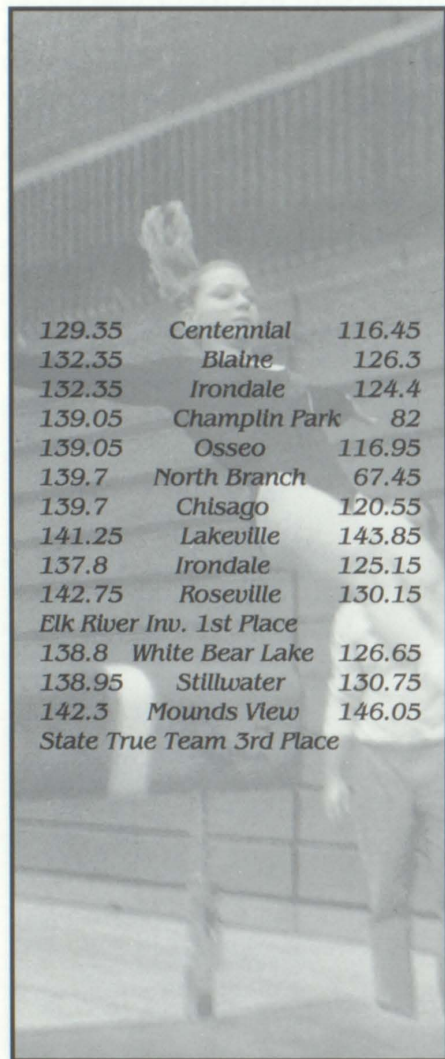 129.35 Centennial 116.45
132.35 Blaine 126.3
132.35 Irondale 124.4
139.05 Champlin Park 82
139.05 Osseo 116.95
139.7 North Branch 67.45
139.7 Chisago 120.55
141.25 Lakeville 143.85
137.8 Irondale 125.15
142.75 Roseville 130.15
Elk River Inv. 1st Place
138.8 White Bear Lake 126.65
138.95 Stillwater 130.75
142.3 Mounds View 146.05
State True Team 3rd Place